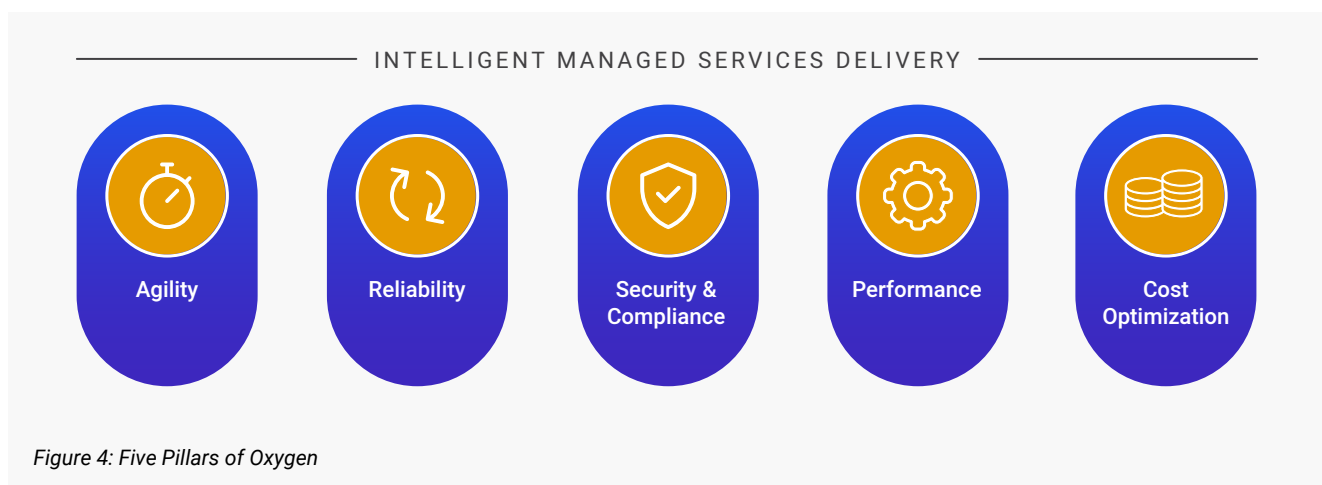 INTELLIGENT MANAGED SERVICES DELIVERY
Agility
Reliability
Security &
Compliance
Performance
Cost
Optimization
Figure 4: Five Pillars of Oxygen